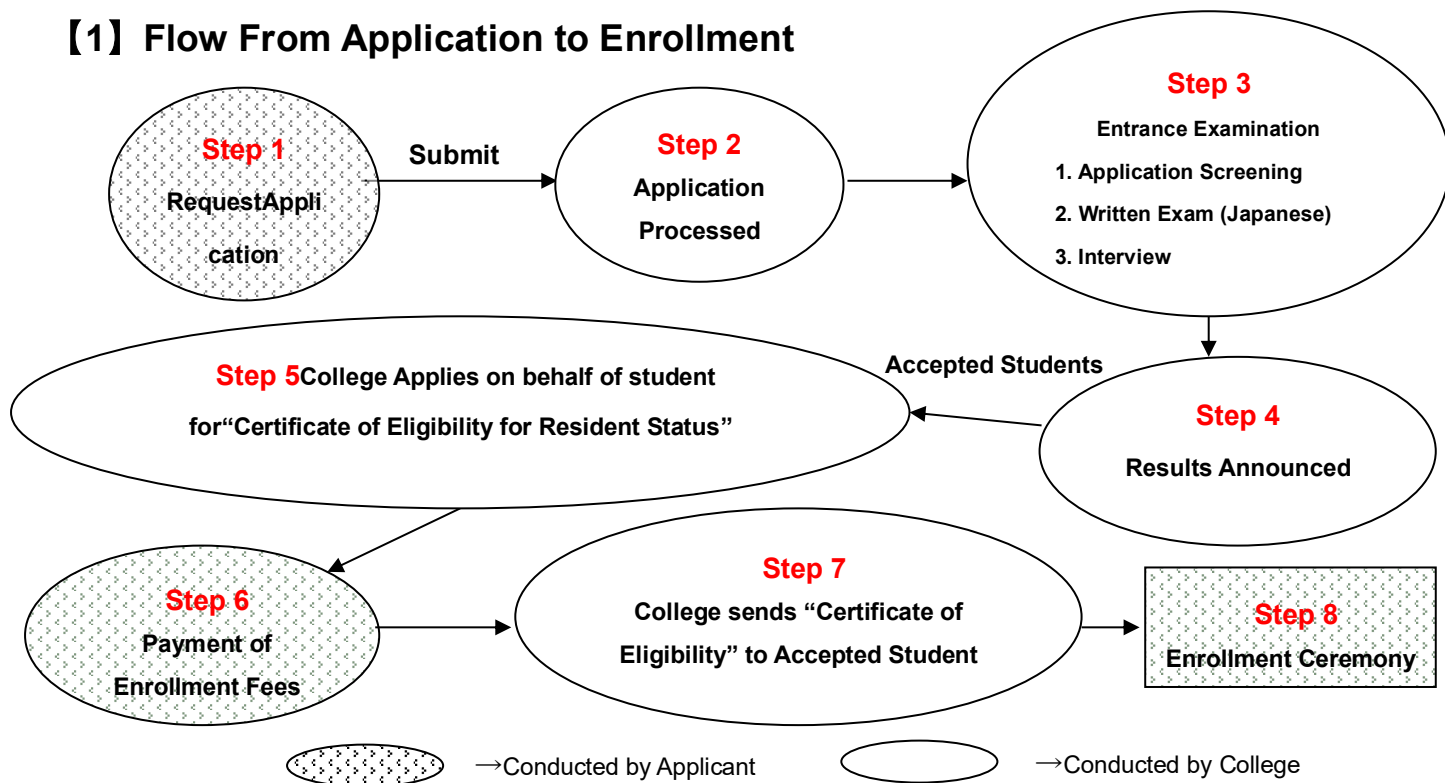 【1】 Flow From Application to Enrollment
Step 1
RequestAppli
cation
Submit
Step 2
Application
Processed
Step 3
Entrance Examination
1. Application Screening
2. Written Exam (Japanese)
3. Interview
Step 4
Results Announced
Accepted Students
Step 5College Applies on behalf of student
for“Certificate of Eligibility for Resident Status”
Step 6
Payment of
Enrollment Fees
Step 7
College sends “Certificate of
Eligibility” to Accepted Student
Step 8
Enrollment Ceremony
→Conducted by Applicant
→Conducted by College